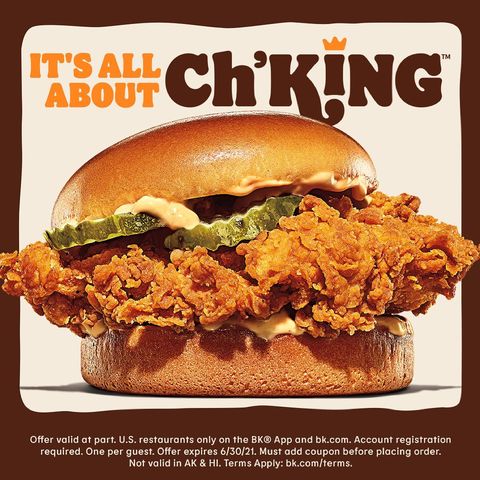 IT'S ALL
ABOUT
Ch'KING™
Offer valid at part. U.S. restaurants only on the BK® App and bk.com. Account registration
required. One per guest. Offer expires 6/30/21. Must add coupon before placing order.
Not valid in AK & HI. Terms Apply: bk.com/terms.